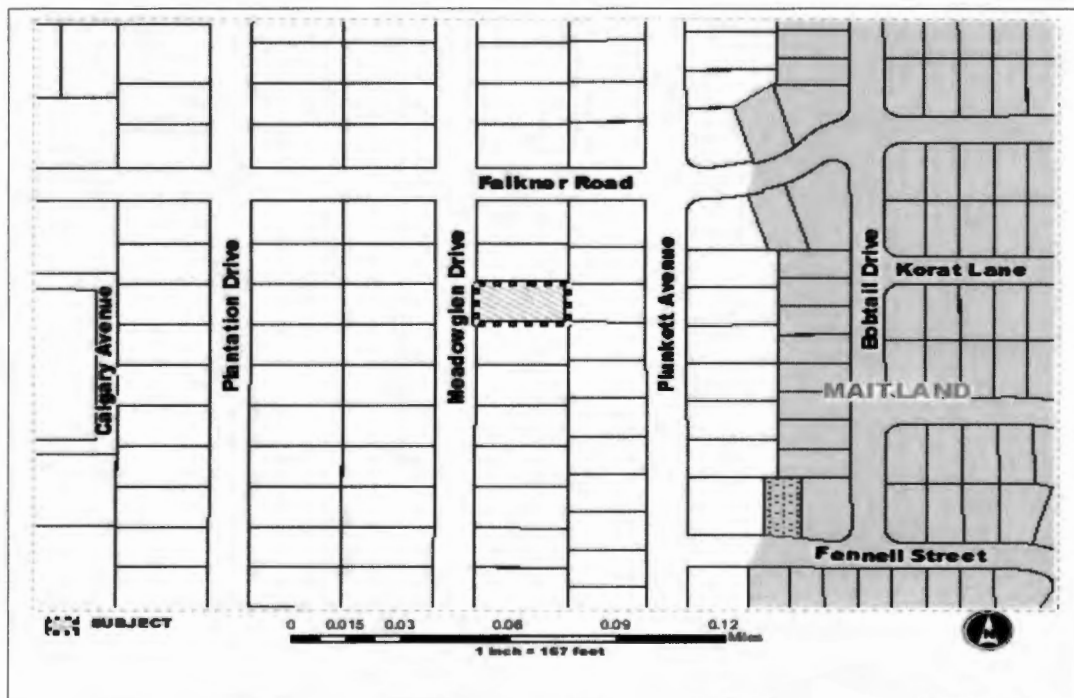 Falkner Road
Calgary Avenue
Plantation Drive
Meadowglen Drive
Plunkett Avenue
Bobtail Drive
Korat Lane
MAITLAND
Fennell Street
SUBJECT
0 0.015 0.03 0.06 0.09 0.12
Miles
1 inch = 167 feet
N